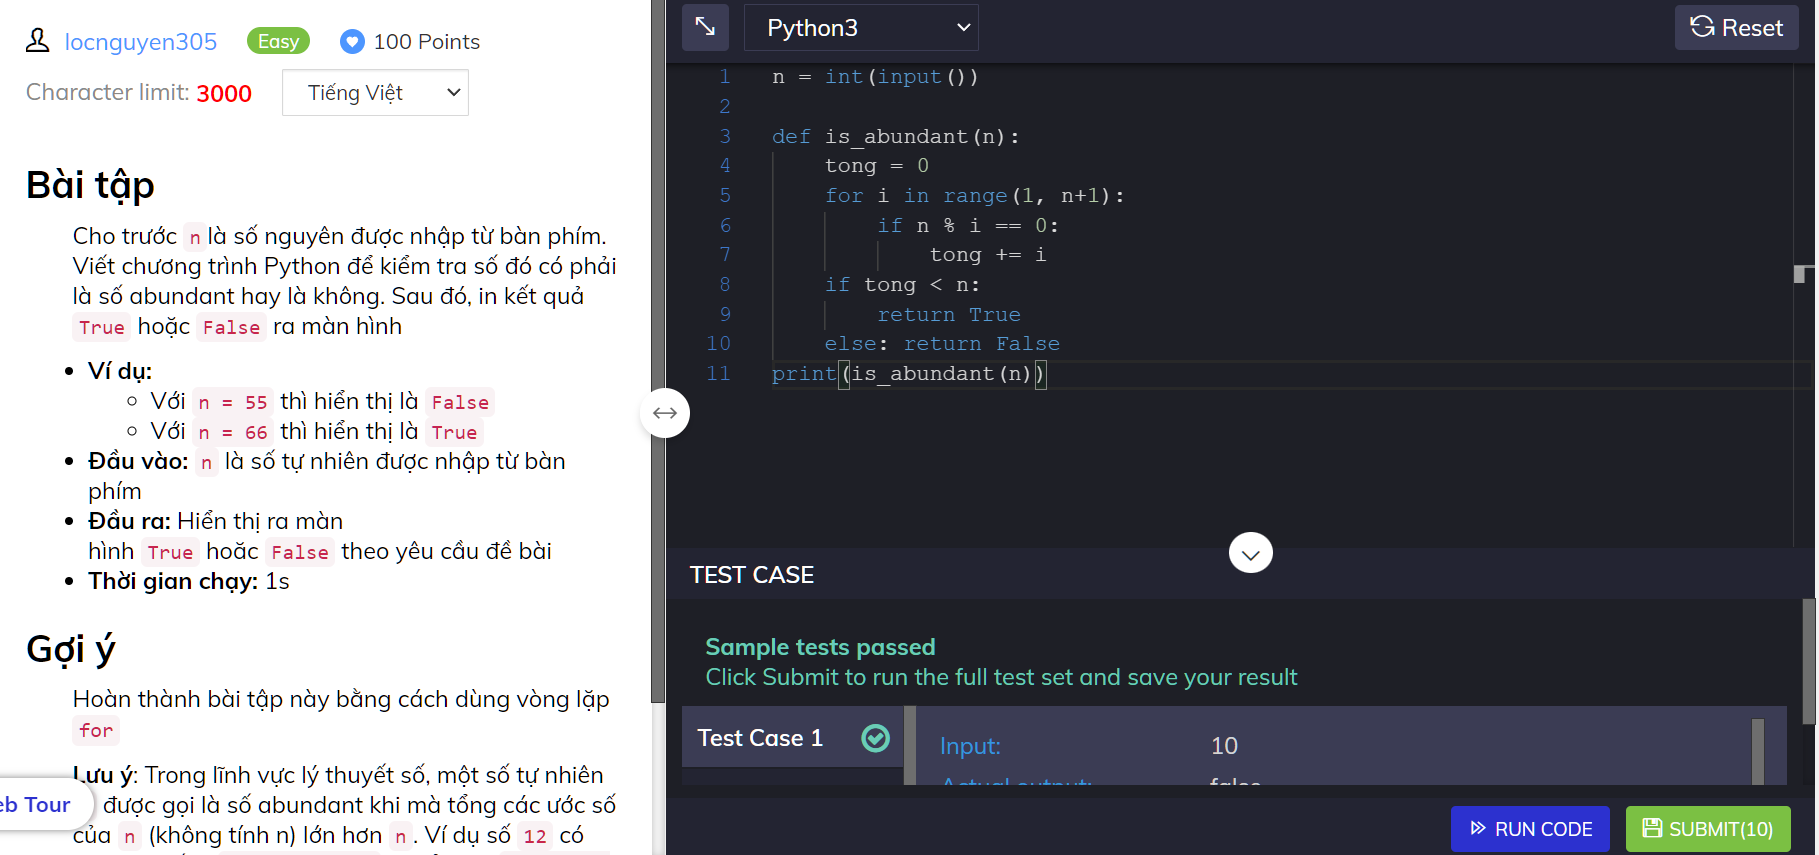 locnguyen305 Easy 100 Points
Character limit: 3000 Tiếng Việt
Bài tập
Cho trước n là số nguyên được nhập từ bàn phím.
Viết chương trình Python để kiểm tra số đó có phải
là số abundant hay là không. Sau đó, in kết quả
True hoặc False ra màn hình
Ví dụ:
Với n = 55 thì hiển thị là False
Với n = 66 thì hiển thị là True
Đầu vào: n là số tự nhiên được nhập từ bàn
phím
Đầu ra: Hiển thị ra màn
hình True hoặc False theo yêu cầu đề bài
Thời gian chạy: 1s
Gợi ý
Hoàn thành bài tập này bằng cách dùng vòng lặp
for
Lưu ý: Trong lĩnh vực lý thuyết số, một số tự nhiên
được gọi là số abundant khi mà tổng các ước số
của n (không tính n) lớn hơn n. Ví dụ số 12 có
eb Tour
Python3 Reset
1 n = int(input())
2
3 def is_abundant(n):
4 tong = 0
5 for i in range(1, n+1):
6 if n % i == 0:
7 tong += i
8 if tong < n:
9 return True
10 else: return False
11 print(is_abundant(n))
TEST CASE
Sample tests passed
Click Submit to run the full test set and save your result
Test Case 1
Input: 10
Actual output: false
RUN CODE SUBMIT(10)